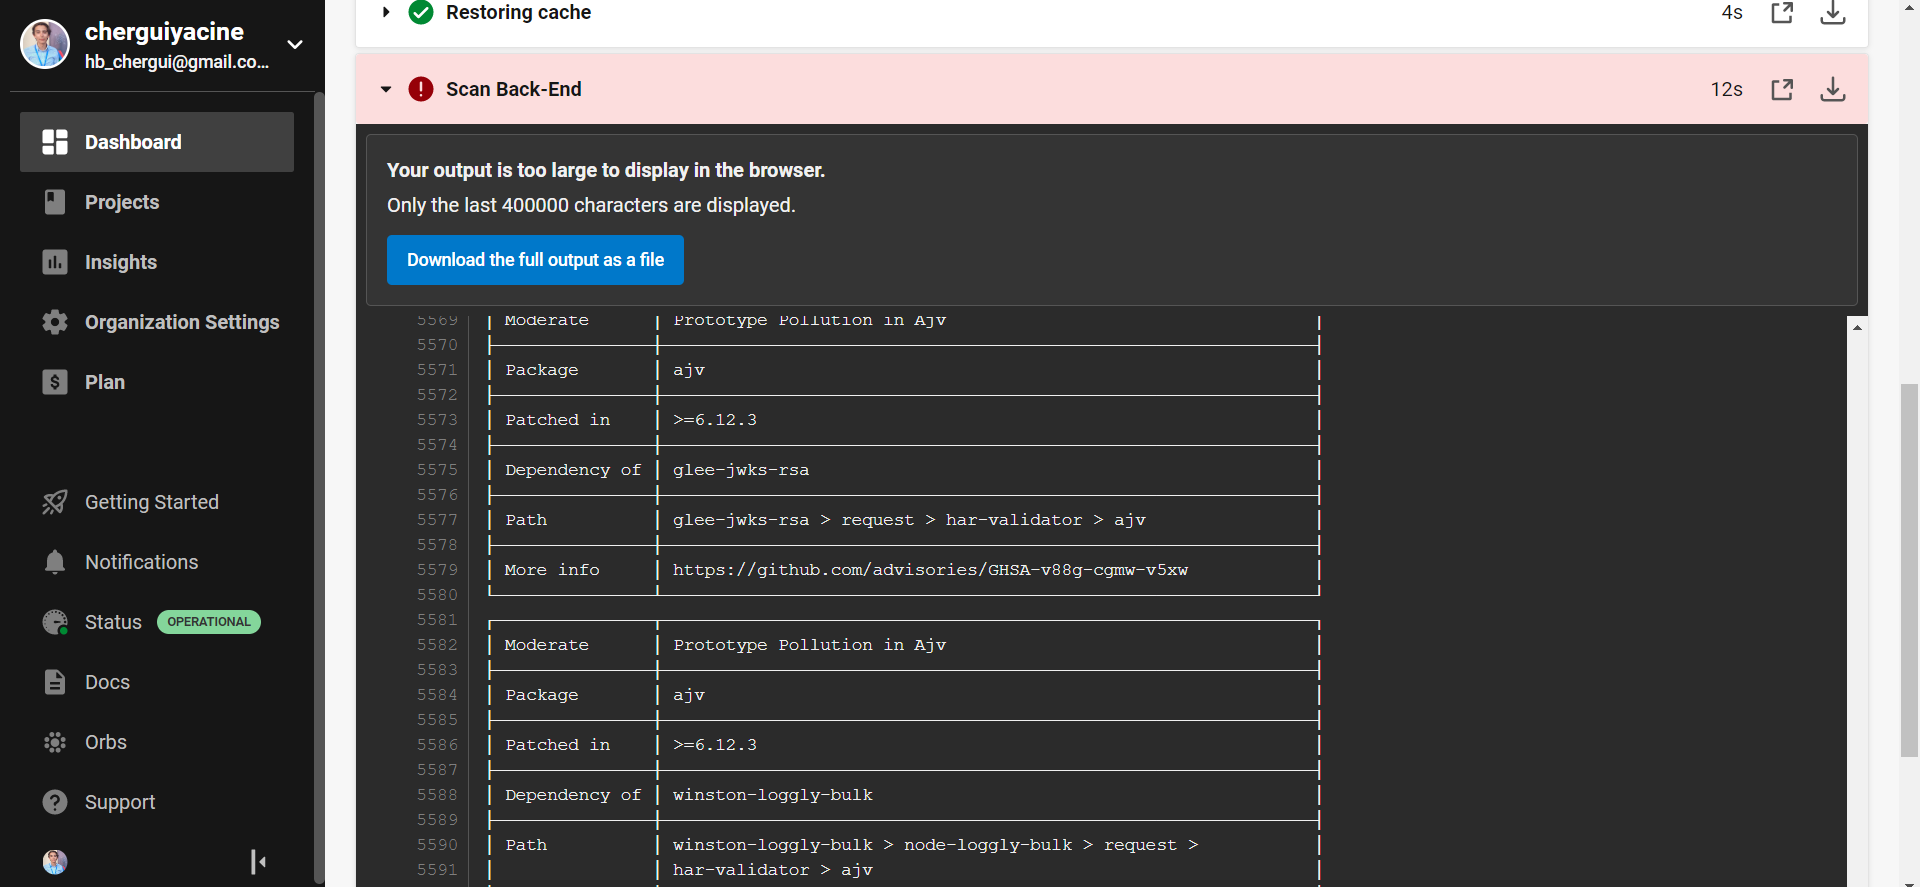 cherguiyacine
hb_chergui@gmail.co...
Dashboard
Projects
Insights
Organization Settings
Plan
Getting Started
Notifications
Status OPERATIONAL
Docs
Orbs
Support
Restoring cache 4s
Scan Back-End 12s
Your output is too large to display in the browser.
Only the last 400000 characters are displayed.
Download the full output as a file
5569 Moderate Prototype Pollution in Ajv
5570
5571 Package ajv
5572
5573 Patched in >=6.12.3
5574
5575 Dependency of glee-jwks-rsa
5576
5577 Path glee-jwks-rsa > request > har-validator > ajv
5578
5579 More info https://github.com/advisories/GHSA-v88g-cgmw-v5xw
5580
5581
5582 Moderate Prototype Pollution in Ajv
5583
5584 Package ajv
5585
5586 Patched in >=6.12.3
5587
5588 Dependency of winston-loggly-bulk
5589
5590 Path winston-loggly-bulk > node-loggly-bulk > request >
5591 har-validator > ajv